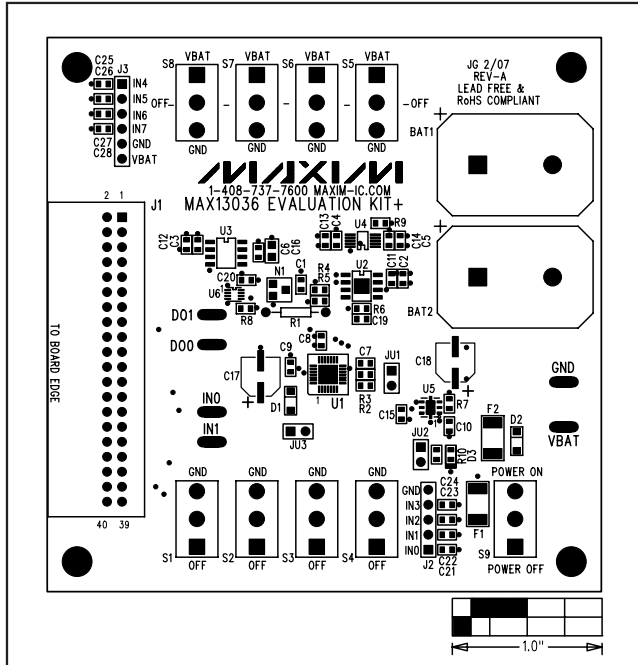 C25
C26
J3
IN4
IN5
IN6
IN7
C27
C28
GND
VBAT
S8
VBAT
S7
VBAT
S6
VBAT
S5
VBAT
OFF-
-
-
-
-OFF
GND
GND
GND
GND
JG 2/07
REV-A
LEAD FREE &
RoHS COMPLIANT
BAT1
+
MAXIM
1-408-737-7600 MAXIM-IC.COM
MAX13036 EVALUATION KIT+
2 1
J1
BAT2
+
C12
C3
U3
C6
C16
C13
C4
U4
R9
C14
C5
C20
U6
1
R8
N1
C1
R4
R5
R1
U2
C11
C2
R6
C19
DO1
DO0
TO BOARD EDGE
C8
C9
C17
+
1
U1
C7
R3
R2
JU1
C18
+
GND
IN0
IN1
D1
JU3
C15
U5
R7
C10
JU2
R10
D3
F2
D2
VBAT
GND
GND
GND
GND
S1
S2
S3
S4
OFF
OFF
OFF
OFF
GND
IN3
IN2
IN1
IN0
J2
C24
C23
C22
C21
F1
POWER ON
S9
POWER OFF
40 39
1.0"